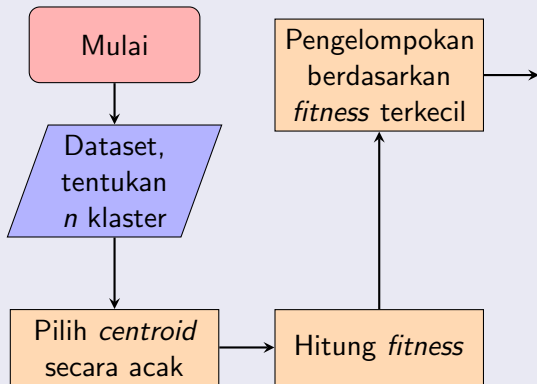 Mulai
Dataset,
tentukan
n klaster
Pilih centroid
secara acak
Hitung fitness
Pengelompokan
berdasarkan
fitness terkecil